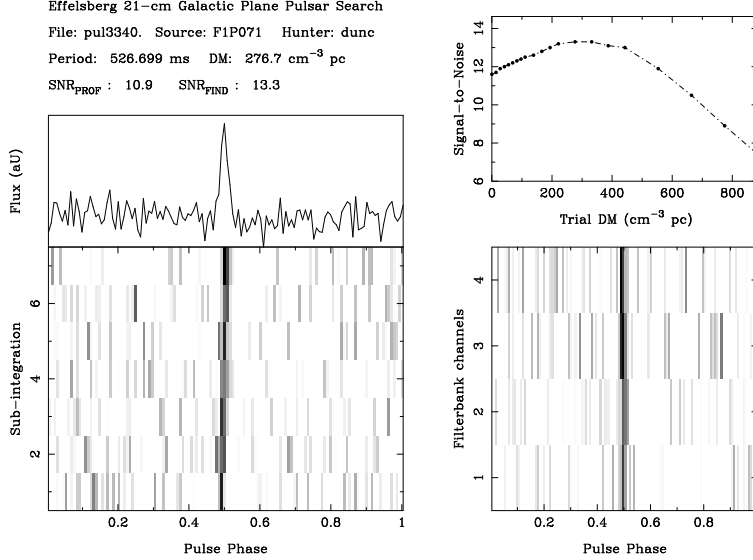 Effelsberg 21-cm Galactic Plane Pulsar Search
File: pul3340. Source: F1P071 Hunter: dunc
Period: 526.699 ms DM: 276.7 cm⁻³ pc
SNR_PROF : 10.9 SNR_FIND : 13.3
Flux (aU)
Sub-integration
6
4
2
0.2 0.4 0.6 0.8 1
Pulse Phase
Signal-to-Noise
14
12
10
8
6
0 200 400 600 800
Trial DM (cm⁻³ pc)
Filterbank channels
4
3
2
1
0.2 0.4 0.6 0.8
Pulse Phase